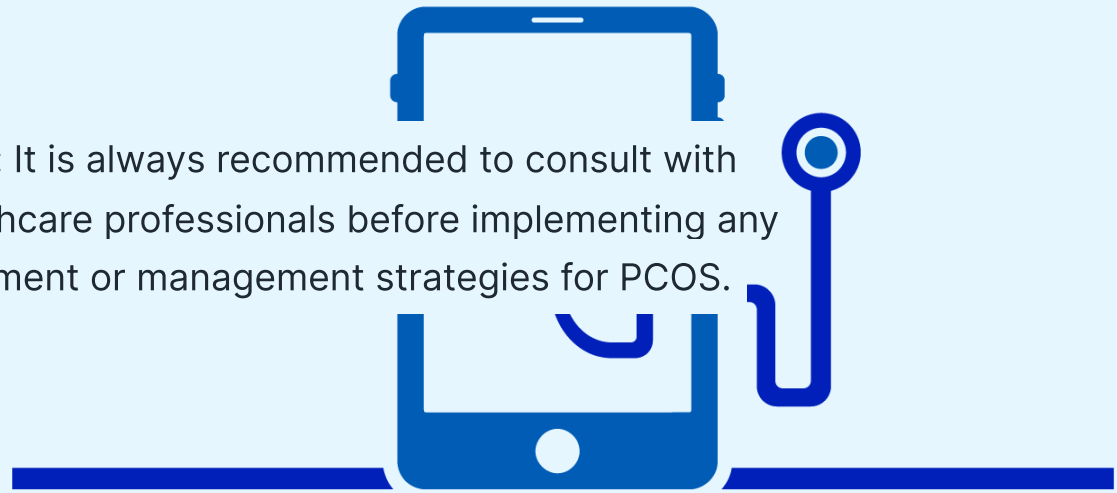 : It is always recommended to consult with
hcare professionals before implementing any
ment or management strategies for PCOS.